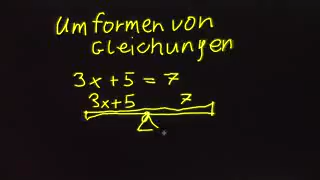 Umformen von
Gleichungen
3x + 5 = 7
3x+5 7